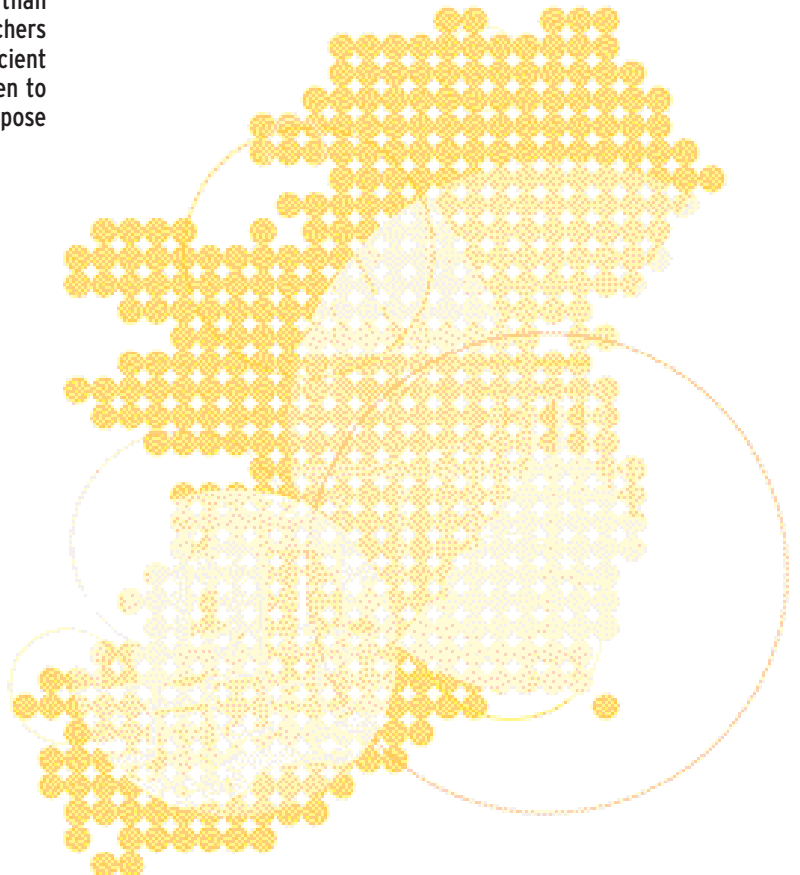 than
chers
cient
en to
pose